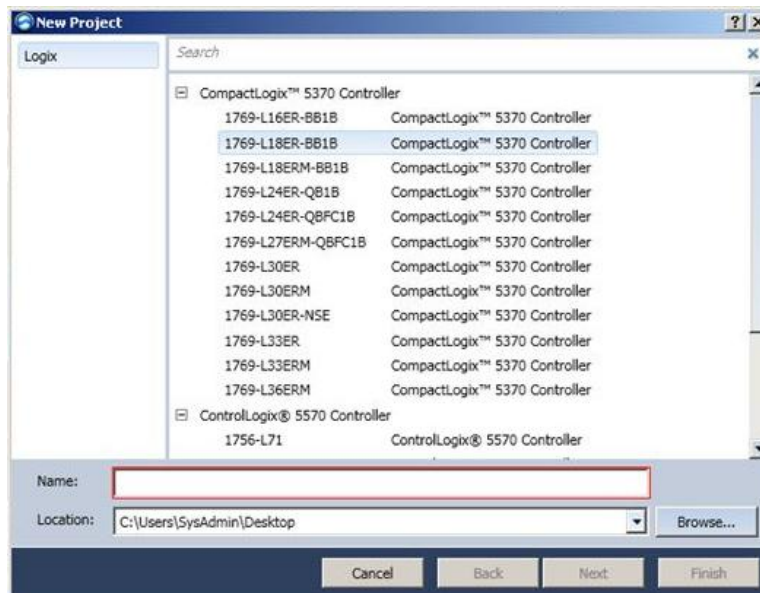 New Project
Logix
Search
CompactLogix™ 5370 Controller
1769-L16ER-BB1B CompactLogix™ 5370 Controller
1769-L18ER-BB1B CompactLogix™ 5370 Controller
1769-L18ERM-BB1B CompactLogix™ 5370 Controller
1769-L24ER-QB1B CompactLogix™ 5370 Controller
1769-L24ER-QBFC1B CompactLogix™ 5370 Controller
1769-L27ERM-QBFC1B CompactLogix™ 5370 Controller
1769-L30ER CompactLogix™ 5370 Controller
1769-L30ERM CompactLogix™ 5370 Controller
1769-L30ER-NSE CompactLogix™ 5370 Controller
1769-L33ER CompactLogix™ 5370 Controller
1769-L33ERM CompactLogix™ 5370 Controller
1769-L36ERM CompactLogix™ 5370 Controller
ControlLogix® 5570 Controller
1756-L71 ControlLogix® 5570 Controller
Name:
Location: C:\Users\SysAdmin\Desktop Browse...
Cancel Back Next Finish